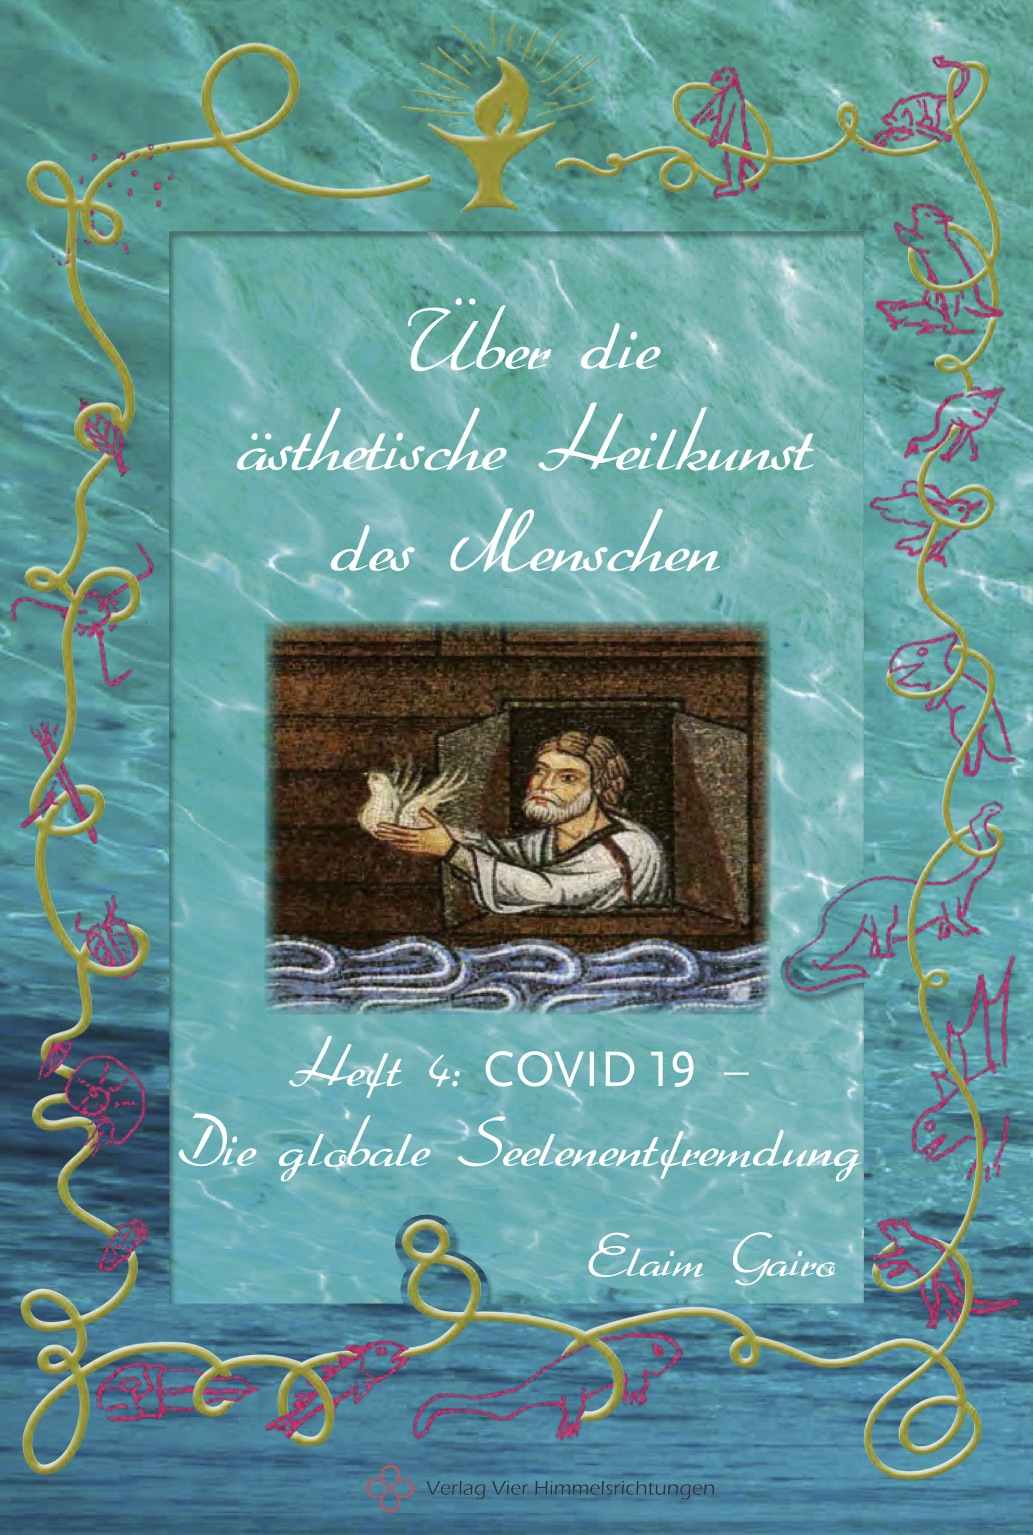 Über die
ästhetische Heilkunst
des Menschen
Heft 4: COVID 19 –
Die globale Seelenentfremdung
Elaim Gairo
Verlag Vier Himmelsrichtungen